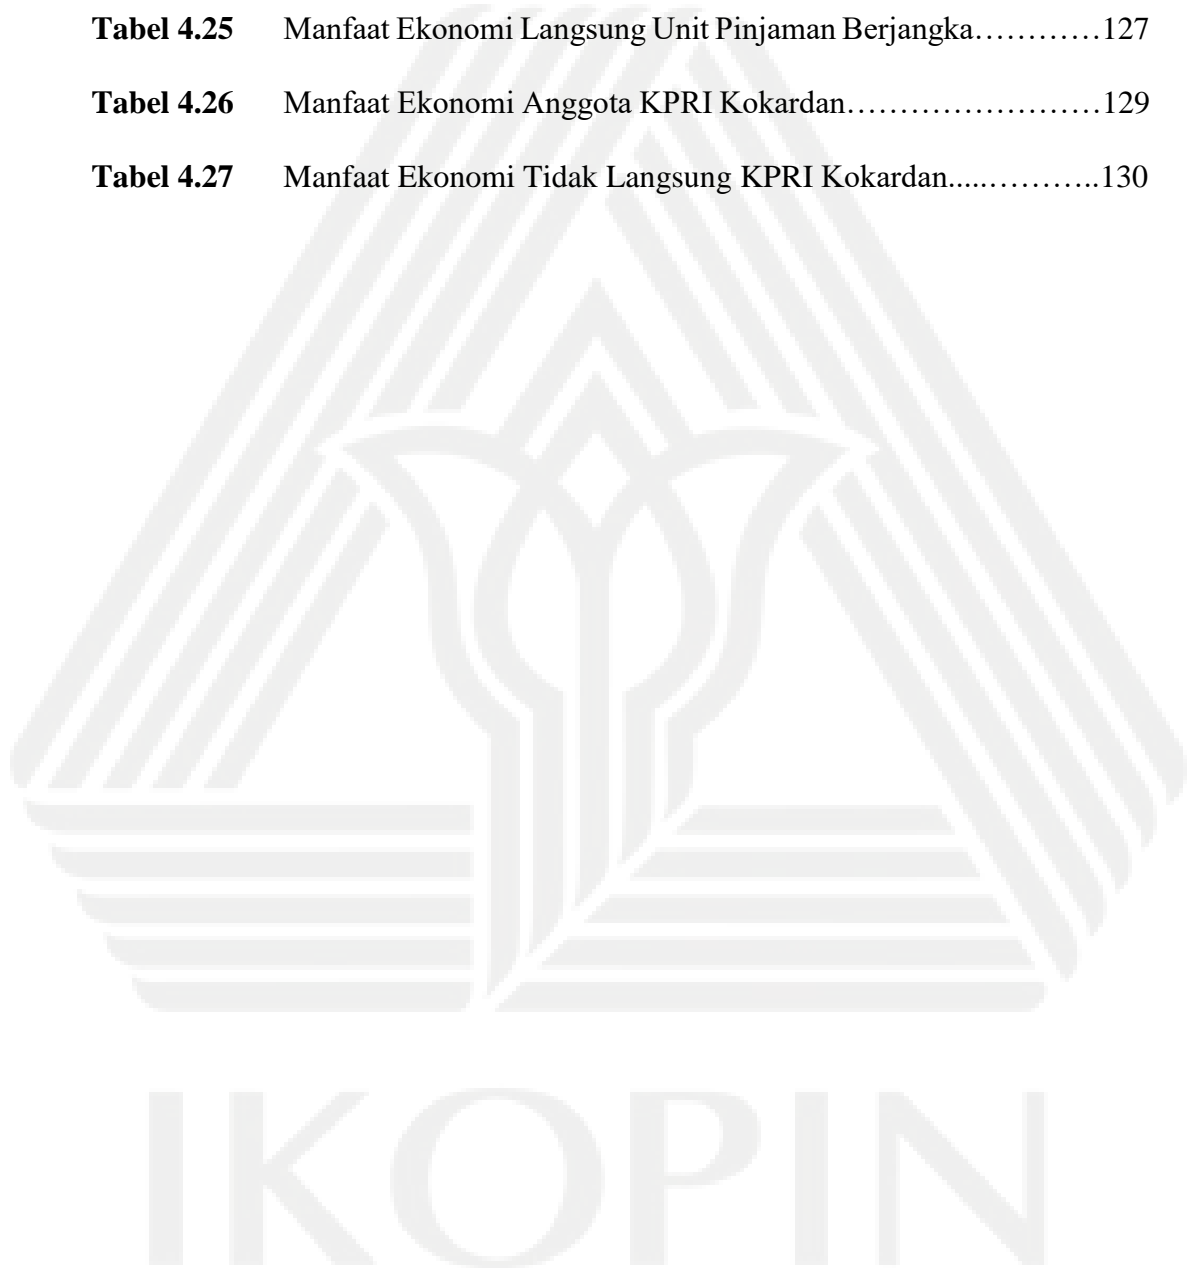 Tabel 4.25 Manfaat Ekonomi Langsung Unit Pinjaman Berjangka…………127
Tabel 4.26 Manfaat Ekonomi Anggota KPRI Kokardan……………………129
Tabel 4.27 Manfaat Ekonomi Tidak Langsung KPRI Kokardan.....………..130
IKOPIN